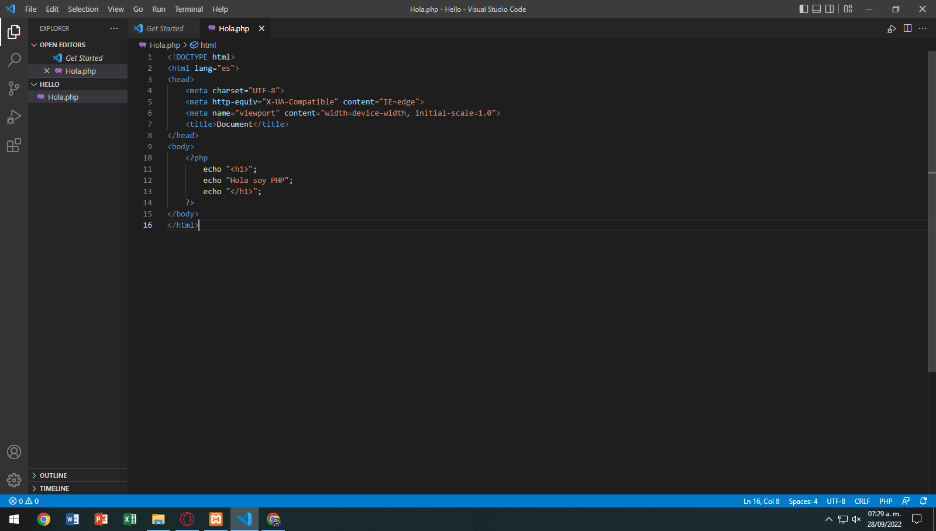 File Edit Selection View Go Run Terminal Help
Hola.php - Hello - Visual Studio Code
EXPLORER
Get Started
Hola.php
OPEN EDITORS
Get Started
Hola.php
HELLO
Hola.php
Hola.php > html
1 <!DOCTYPE html>
2 <html lang="es">
3 <head>
4 <meta charset="UTF-8">
5 <meta http-equiv="X-UA-Compatible" content="IE=edge">
6 <meta name="viewport" content="width=device-width, initial-scale=1.0">
7 <title>Document</title>
8 </head>
9 <body>
10 <?php
11 echo "<h1>";
12 echo "Hola soy PHP";
13 echo "</h1>";
14 ?>
15 </body>
16 </html>
OUTLINE
TIMELINE
0 0
Ln 16, Col 8 Spaces: 4 UTF-8 CRLF PHP
07:29 a. m.
28/09/2022